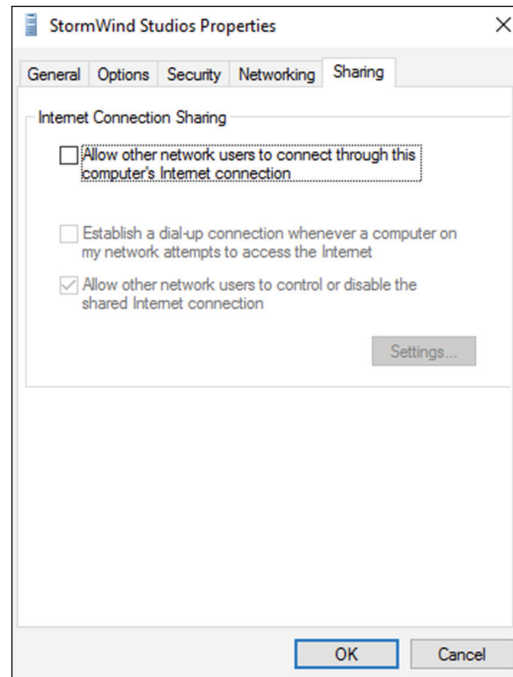 StormWind Studios Properties
General Options Security Networking Sharing
Internet Connection Sharing
Allow other network users to connect through this
computer's Internet connection
Establish a dial-up connection whenever a computer on
my network attempts to access the Internet
Allow other network users to control or disable the
shared Internet connection
Settings...
OK Cancel